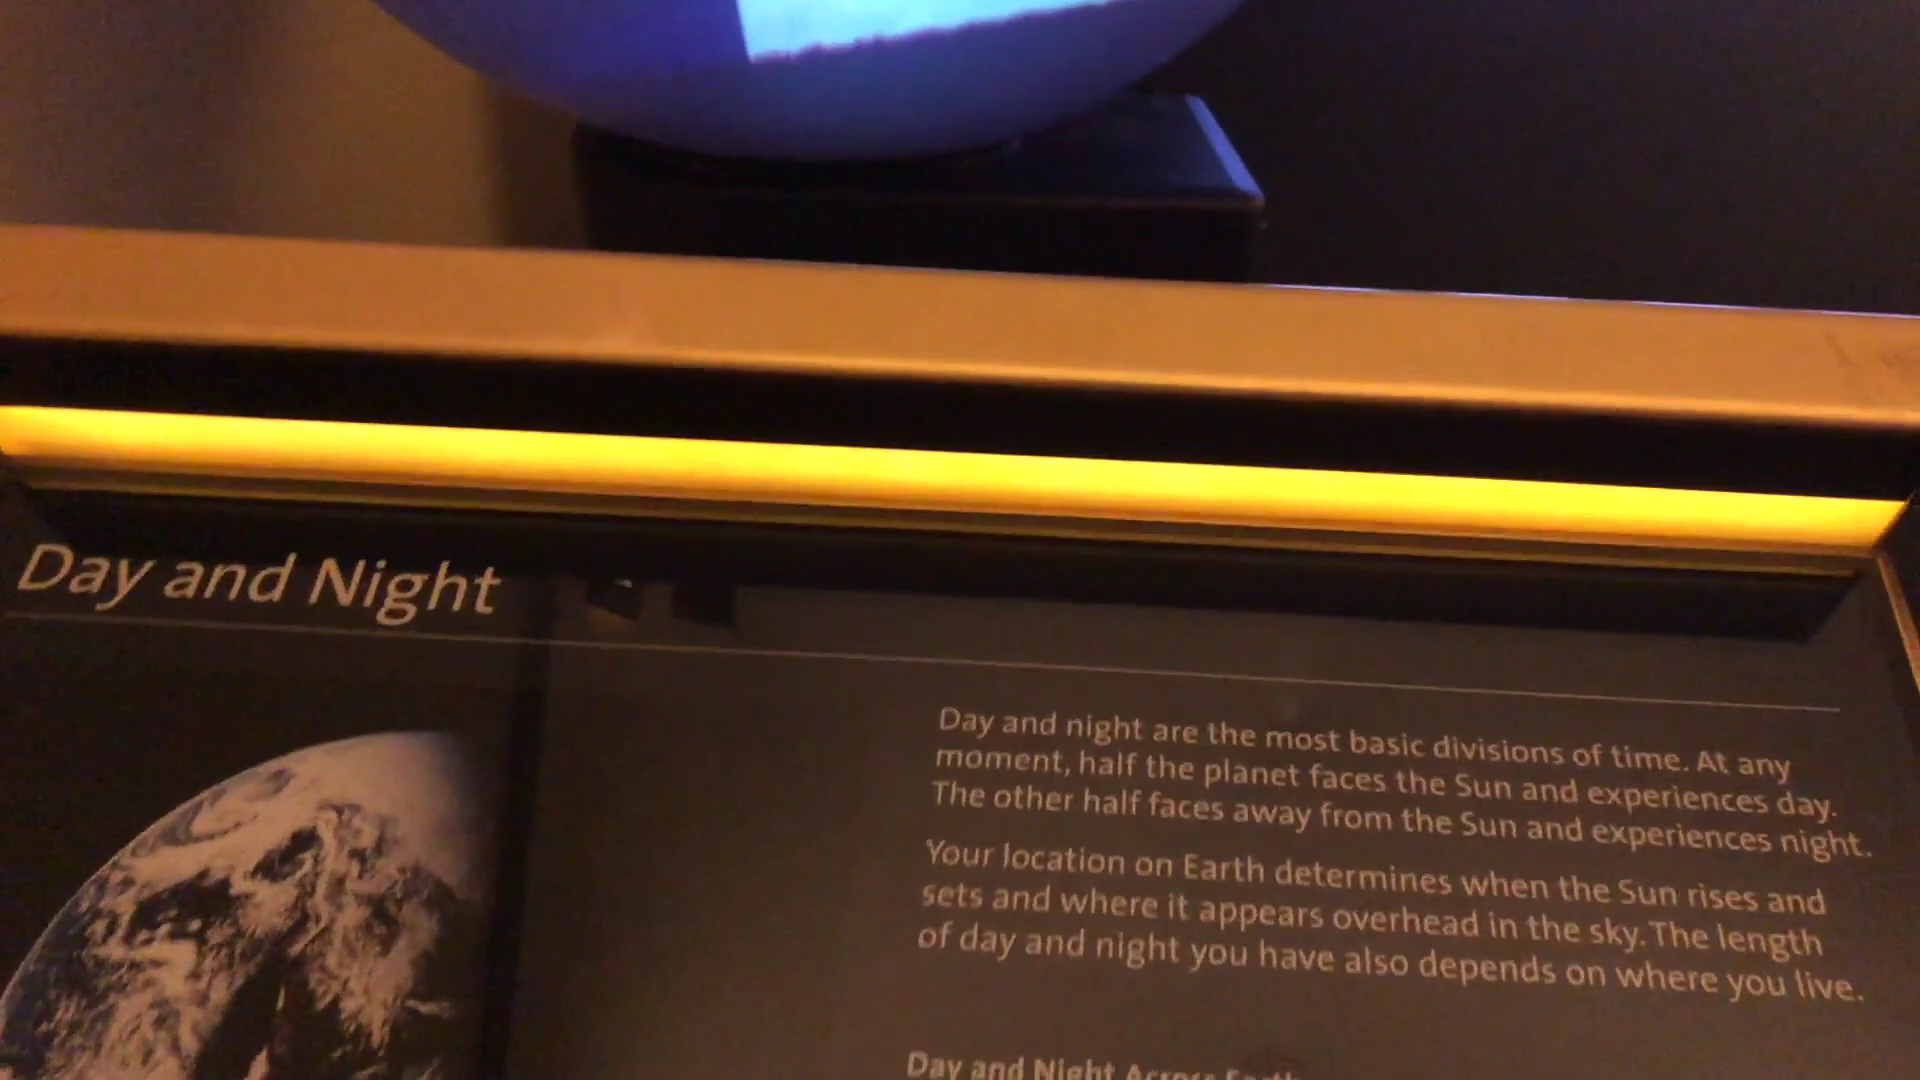 Day and Night
Day and night are the most basic divisions of time. At any
moment, half the planet faces the Sun and experiences day.
The other half faces away from the Sun and experiences night.
Your location on Earth determines when the Sun rises and
sets and where it appears overhead in the sky. The length
of day and night you have also depends on where you live.
Day and Night Across Earth